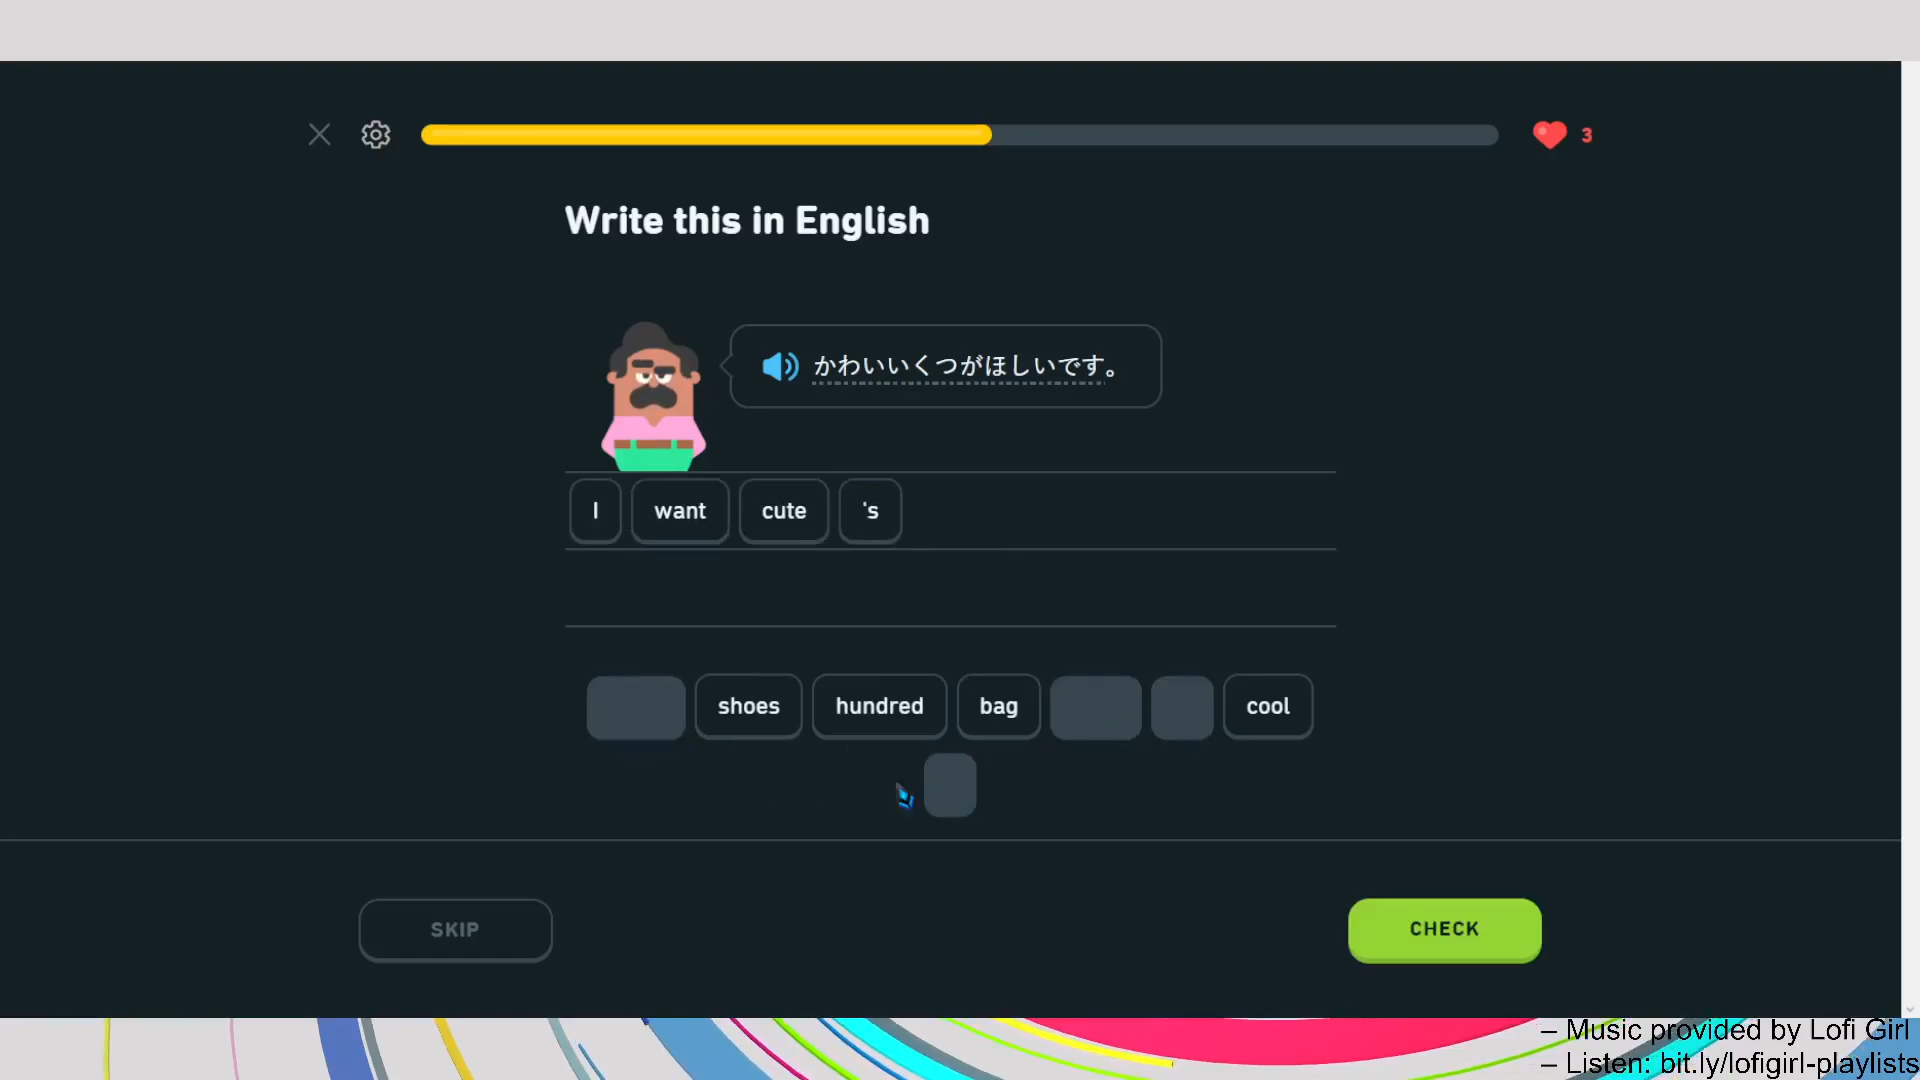 3
Write this in English
かわいいくつがほしいです。
I want cute 's
shoes hundred bag cool
SKIP CHECK
– Music provided by Lofi Girl
– Listen: bit.ly/lofigirl-playlists